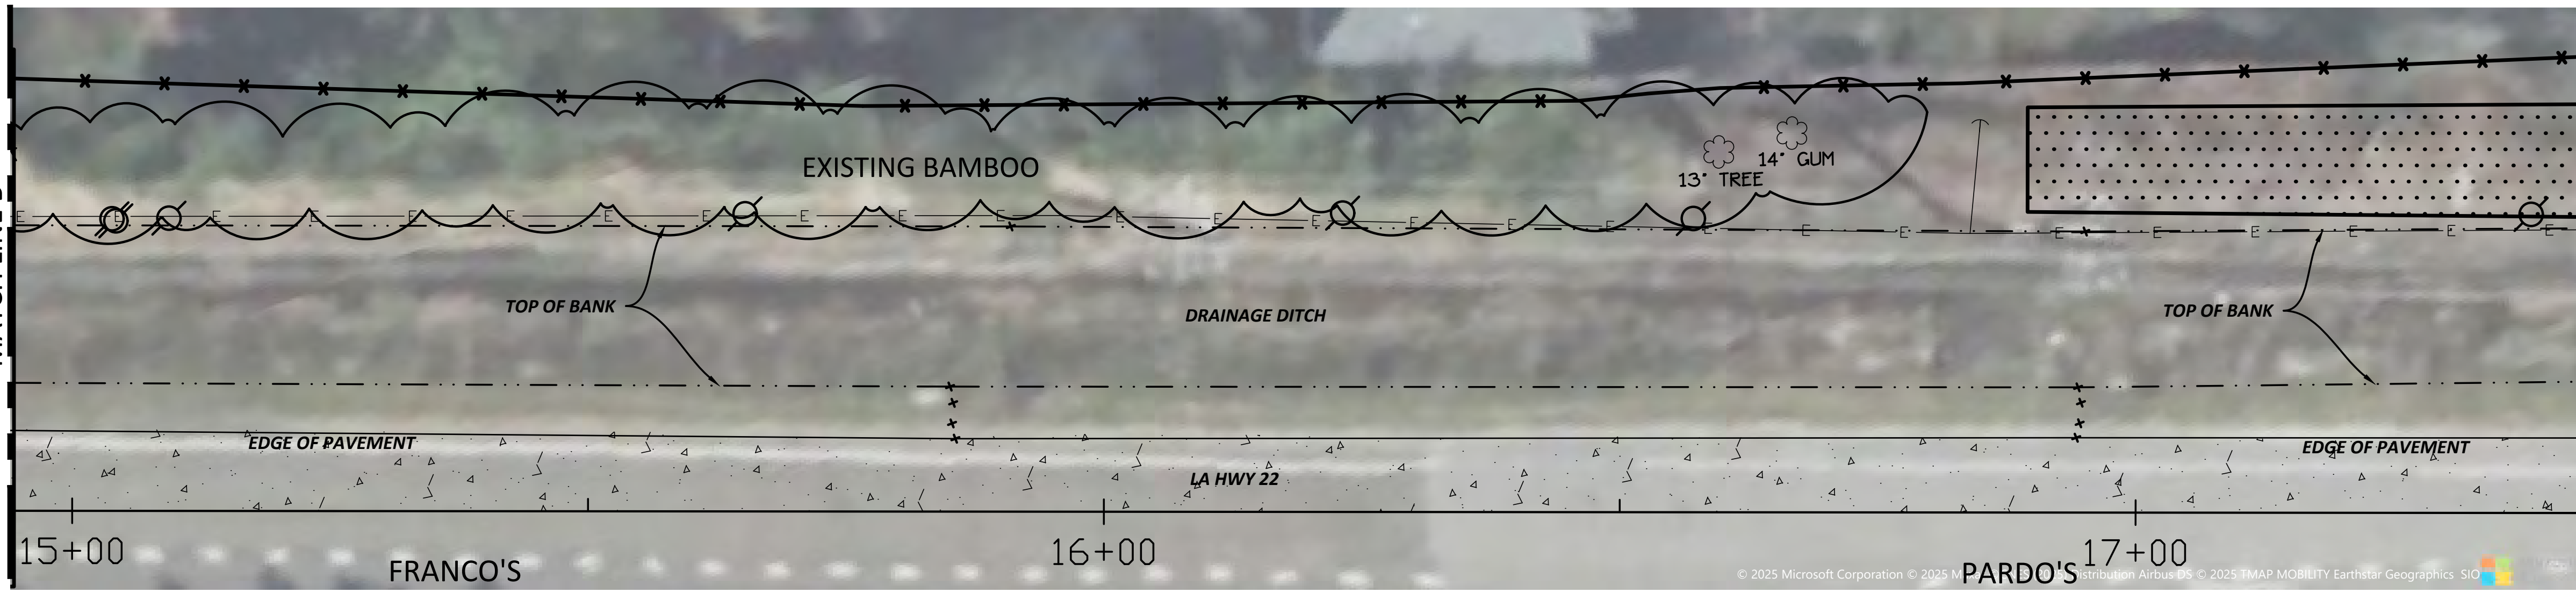 EXISTING BAMBOO
14" GUM
13" TREE
E E E E E E E E E E E E E E E E E E E E E E E E E E
TOP OF BANK
DRAINAGE DITCH
TOP OF BANK
EDGE OF PAVEMENT
EDGE OF PAVEMENT
LA HWY 22
15+00
16+00
17+00
FRANCO'S
PARDO'S
© 2025 Microsoft Corporation © 2025 Distribution Airbus DS © 2025 TMAP MOBILITY Earthstar Geographics SIO